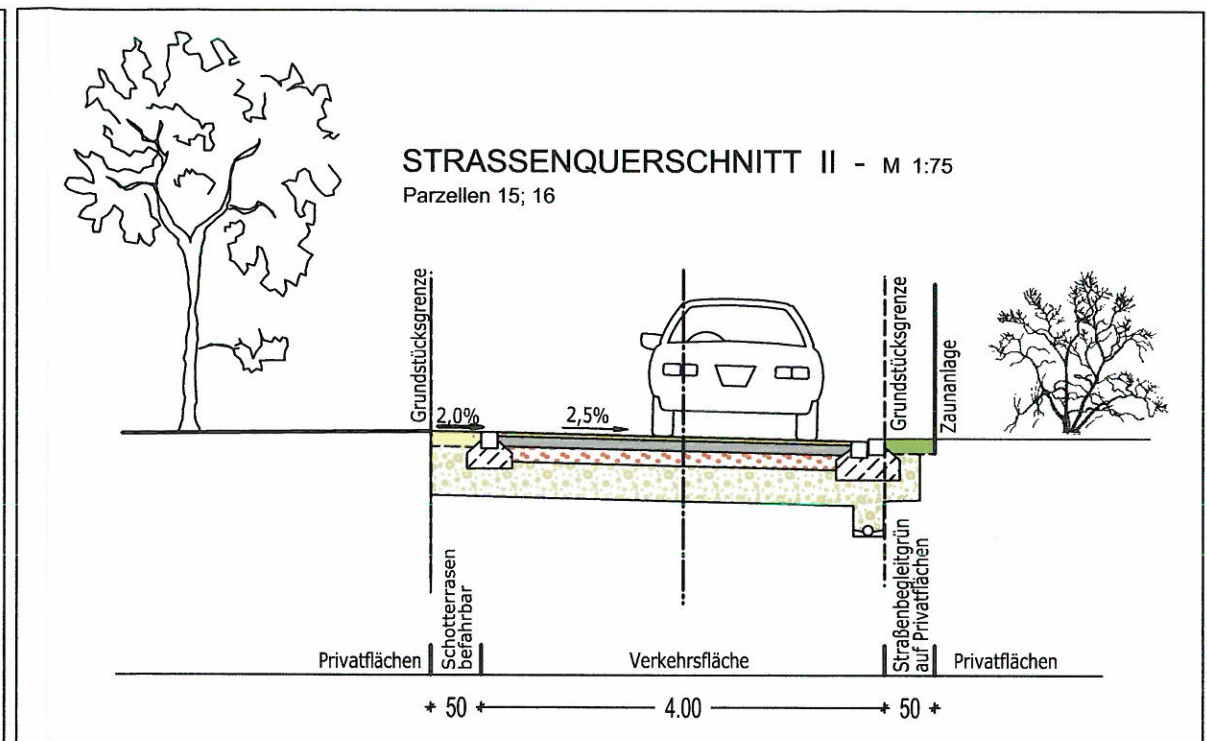 STRASSENQUERSCHNITT II - M 1:75
Parzellen 15; 16
Grundstücksgrenze
Grundstücksgrenze
Zaunanlage
2,0%
2,5%
Schotterrasen
befahrbar
Straßenbegleitgrün
auf Privatflächen
Privatflächen
Verkehrsfläche
Privatflächen
50
4.00
50